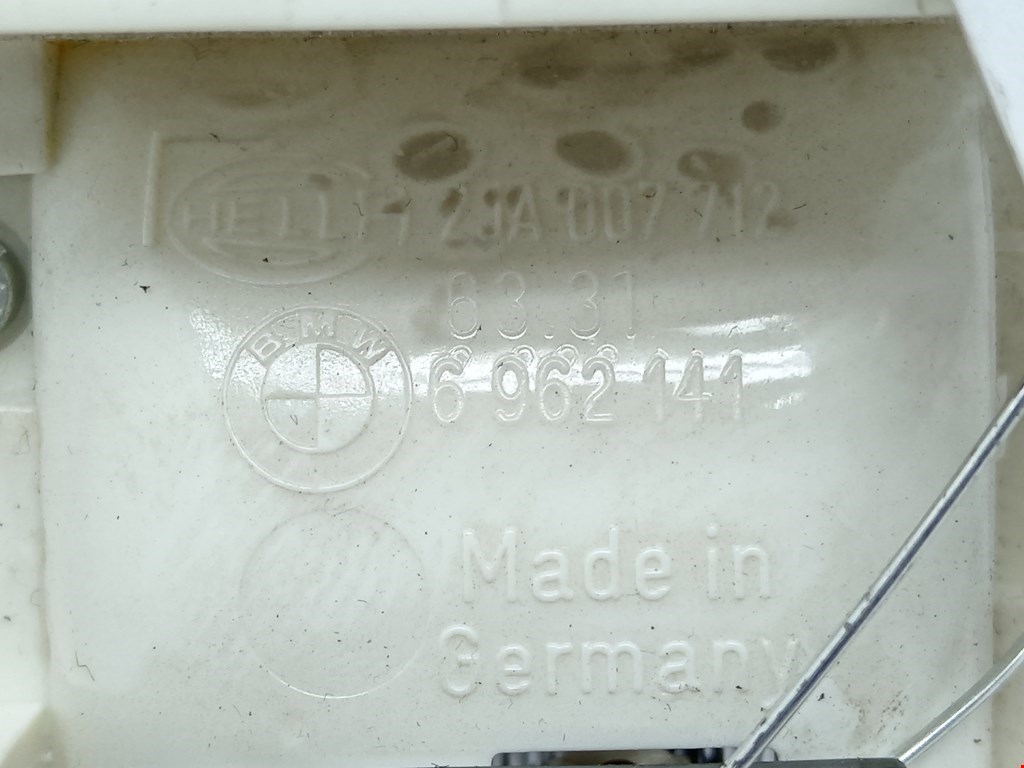 HELLA 2JA 007 712
63.31
BMW
6 962 141
Made in
Germany